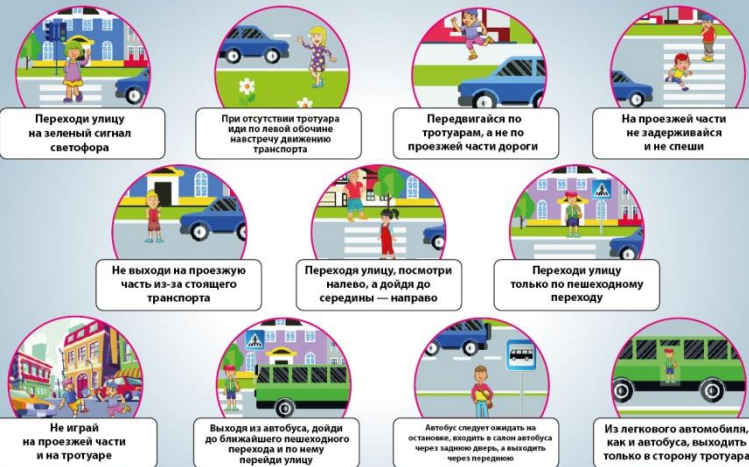 Переходи улицу
на зеленый сигнал
светофора
При отсутствии тротуара
иди по левой обочине
навстречу движению
транспорта
Передвигайся по
тротуарам, а не по
проезжей части дороги
На проезжей части
не задерживайся
и не спеши
Не выходи на проезжую
часть из-за стоящего
транспорта
Переходя улицу, посмотри
налево, а дойдя до
середины — направо
Переходи улицу
только по пешеходному
переходу
Не играй
на проезжей части
и на тротуаре
Выходя из автобуса, дойди
до ближайшего пешеходного
перехода и по нему
перейди улицу
Автобус следует ожидать на
остановке, входить в салон автобуса
через заднюю дверь, а выходить
через переднюю
Из легкового автомобиля,
как и автобуса, выходить
только в сторону тротуара